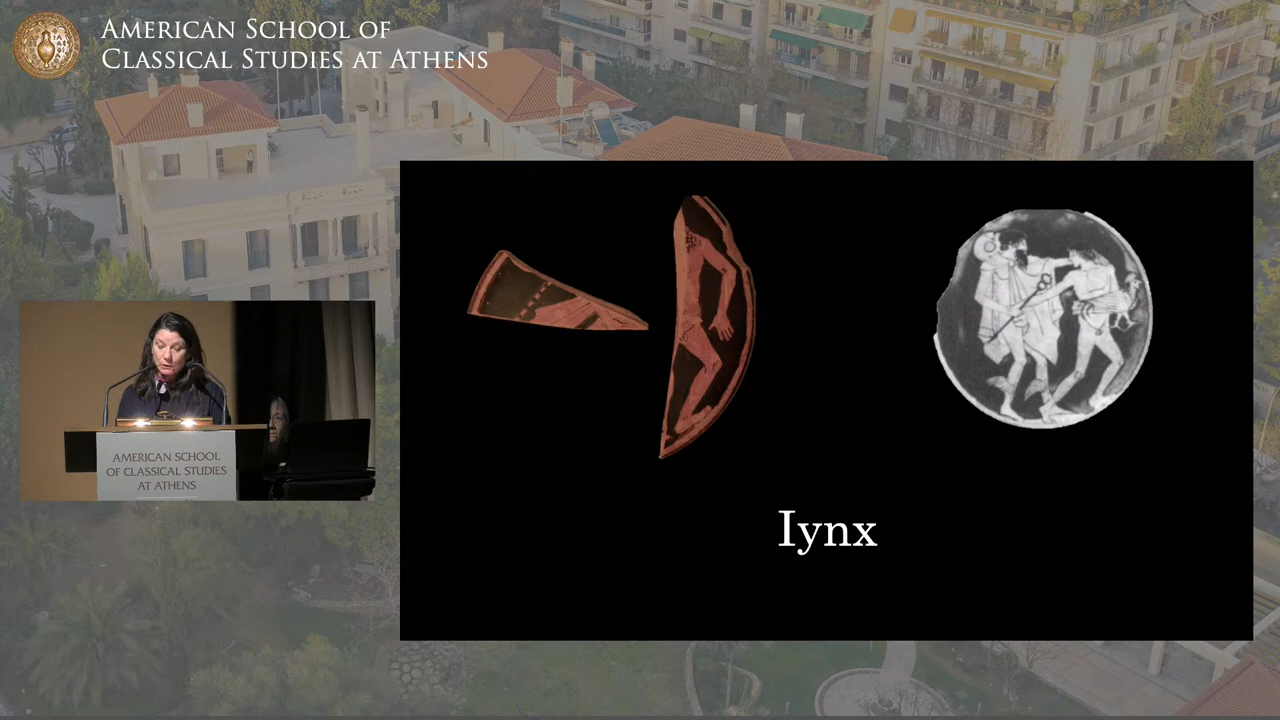 AMERICAN SCHOOL OF
CLASSICAL STUDIES AT ATHENS
AMERICAN SCHOOL
OF CLASSICAL STUDIES
AT ATHENS
Iynx